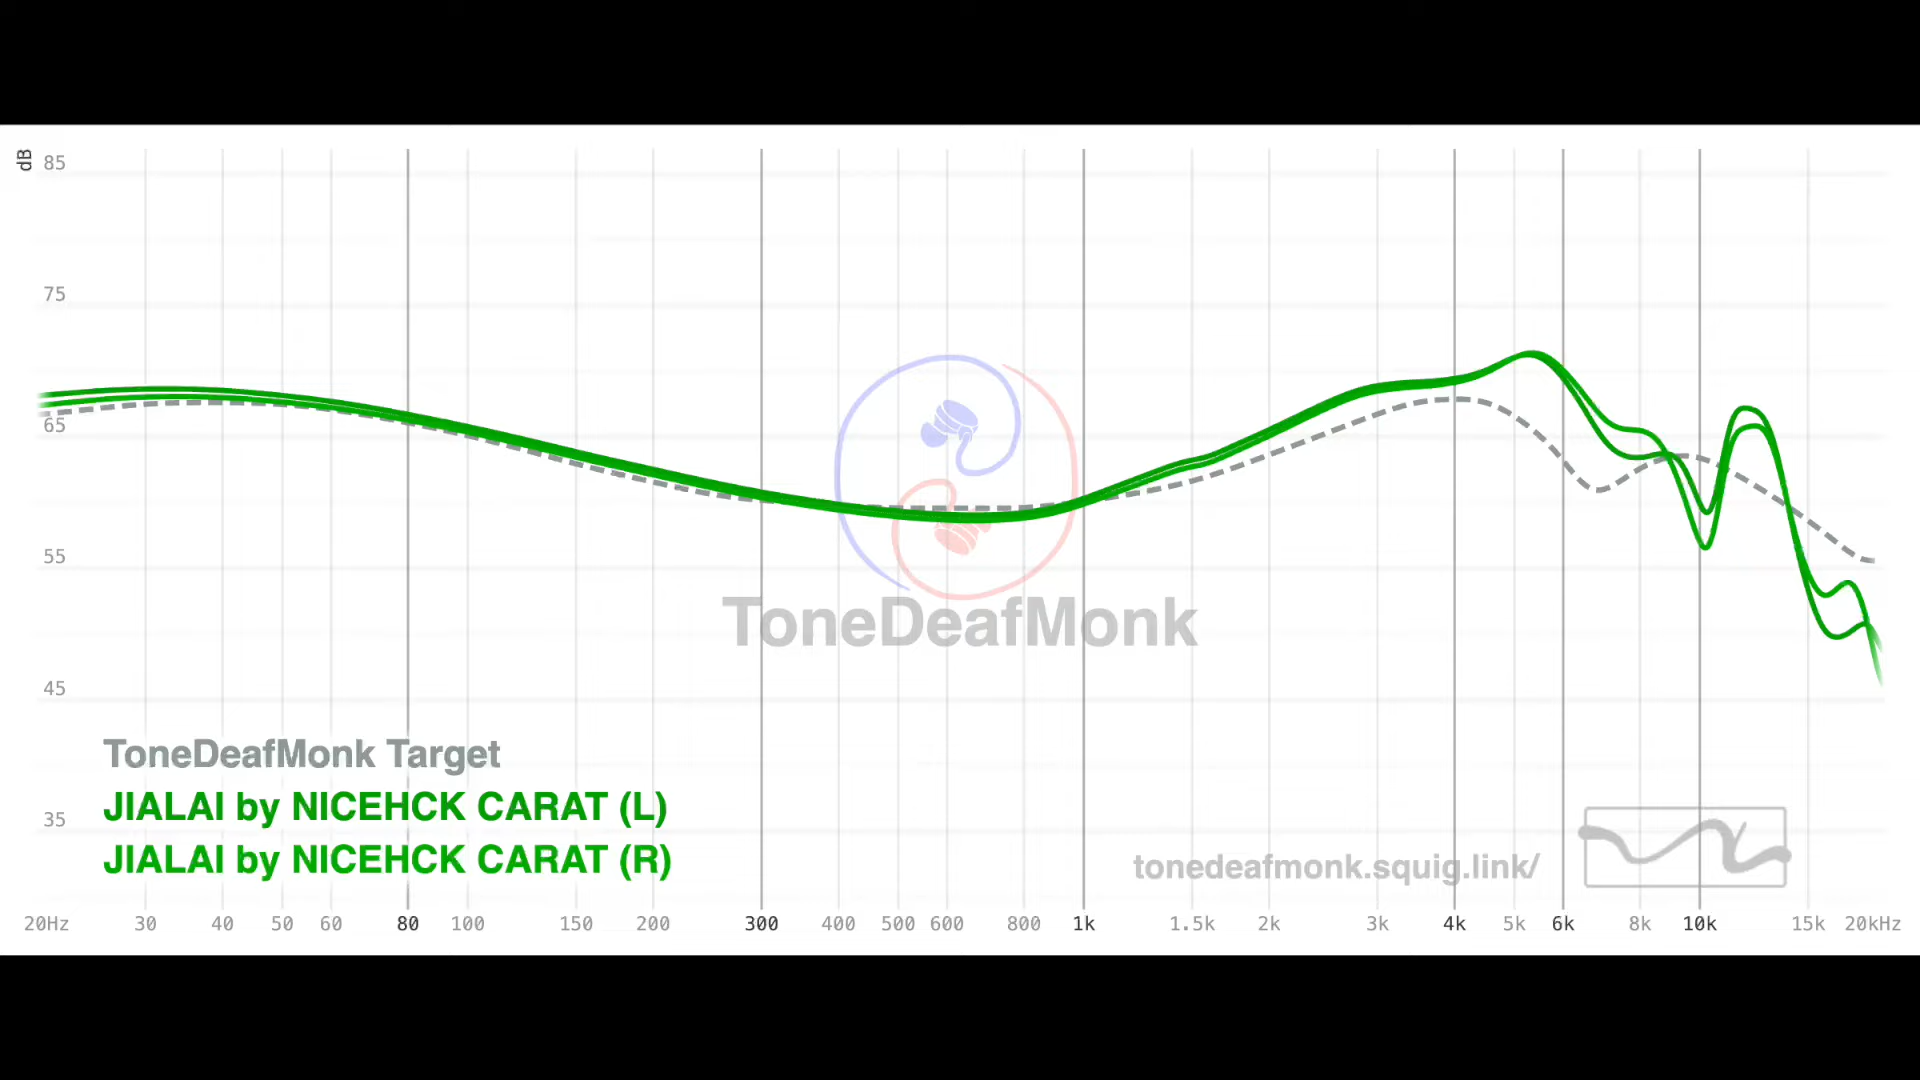 dB
85
75
65
55
45
35
ToneDeafMonk
ToneDeafMonk Target
JIALAI by NICEHCK CARAT (L)
JIALAI by NICEHCK CARAT (R)
tonedeafmonk.squig.link/
20Hz 30 40 50 60 80 100 150 200 300 400 500 600 800 1k 1.5k 2k 3k 4k 5k 6k 8k 10k 15k 20kHz